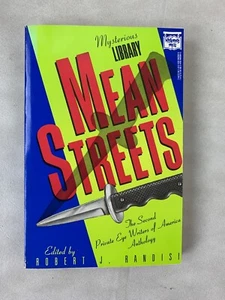 Mysterious
LIBRARY
MEAN
STREETS
The Second
Private Eye Writers of America
Anthology
Edited by
ROBERT J. RANDISI